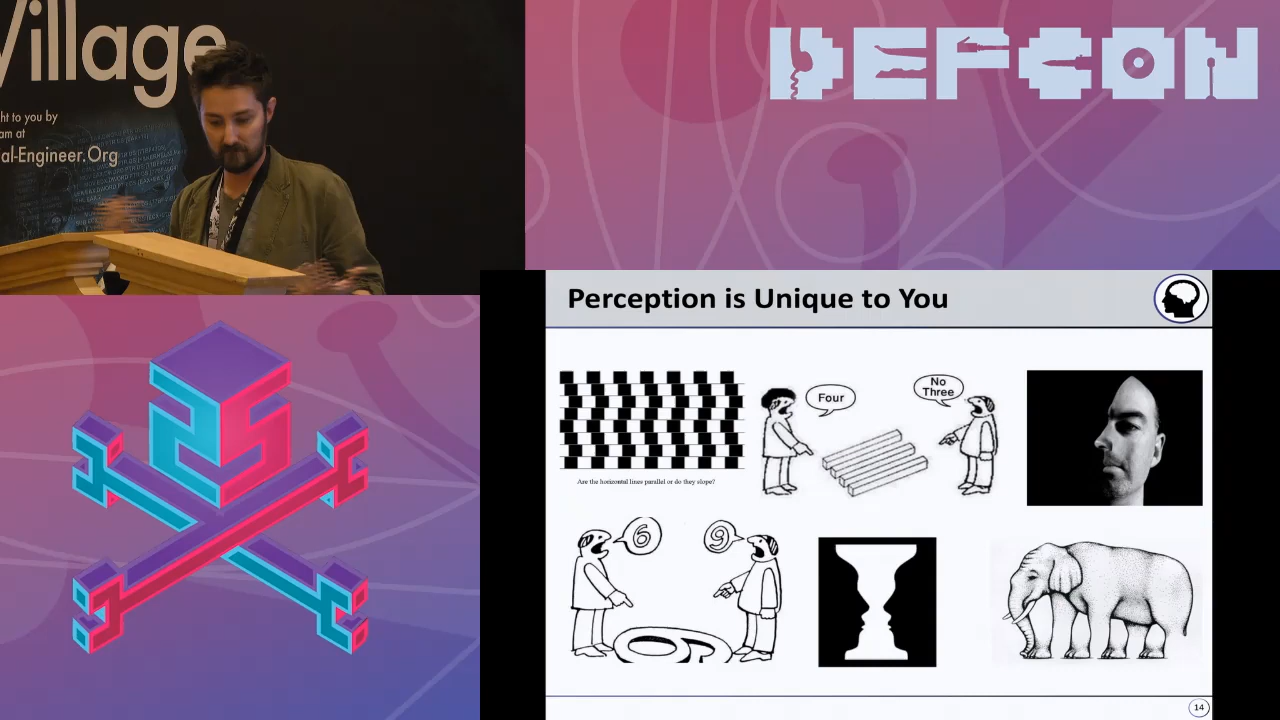 Village
ht to you by
am at
al-Engineer.Org
DEFCON
Perception is Unique to You
Four
No
Three
Are the horizontal lines parallel or do they slope?
6
9
14